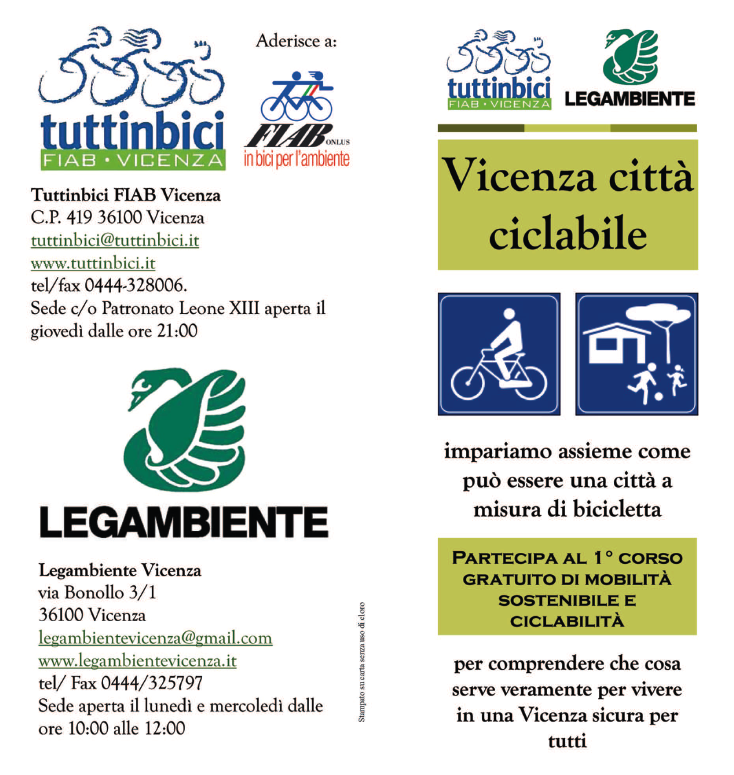 tuttinbici
FIAB • VICENZA
Aderisce a:
FIAB ONLUS
in bici per l'ambiente
Tuttinbici FIAB Vicenza
C.P. 419 36100 Vicenza
tuttinbici@tuttinbici.it
www.tuttinbici.it
tel/fax 0444-328006.
Sede c/o Patronato Leone XIII aperta il
giovedì dalle ore 21:00
LEGAMBIENTE
Legambiente Vicenza
via Bonollo 3/1
36100 Vicenza
legambientevicenza@gmail.com
www.legambientevicenza.it
tel/ Fax 0444/325797
Sede aperta il lunedì e mercoledì dalle
ore 10:00 alle 12:00
Stampato su carta senza uso di cloro
tuttinbici
FIAB • VICENZA
LEGAMBIENTE
Vicenza città
ciclabile
impariamo assieme come
può essere una città a
misura di bicicletta
PARTECIPA AL 1° CORSO
GRATUITO DI MOBILITÀ
SOSTENIBILE E
CICLABILITÀ
per comprendere che cosa
serve veramente per vivere
in una Vicenza sicura per
tutti